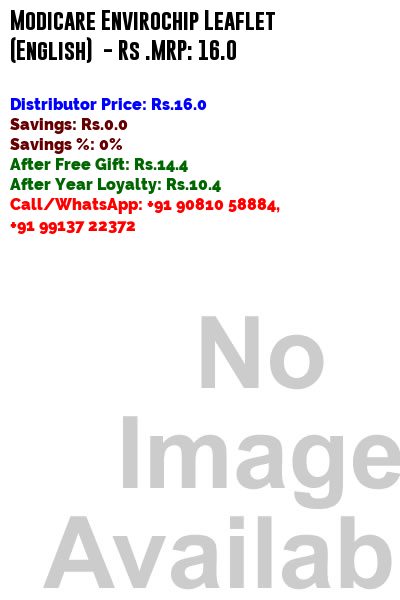 Modicare Envirochip Leaflet
(English) - Rs .MRP: 16.0
Distributor Price: Rs.16.0
Savings: Rs.0.0
Savings %: 0%
After Free Gift: Rs.14.4
After Year Loyalty: Rs.10.4
Call/WhatsApp: +91 90810 58884,
+91 99137 22372
No
Image
Availab